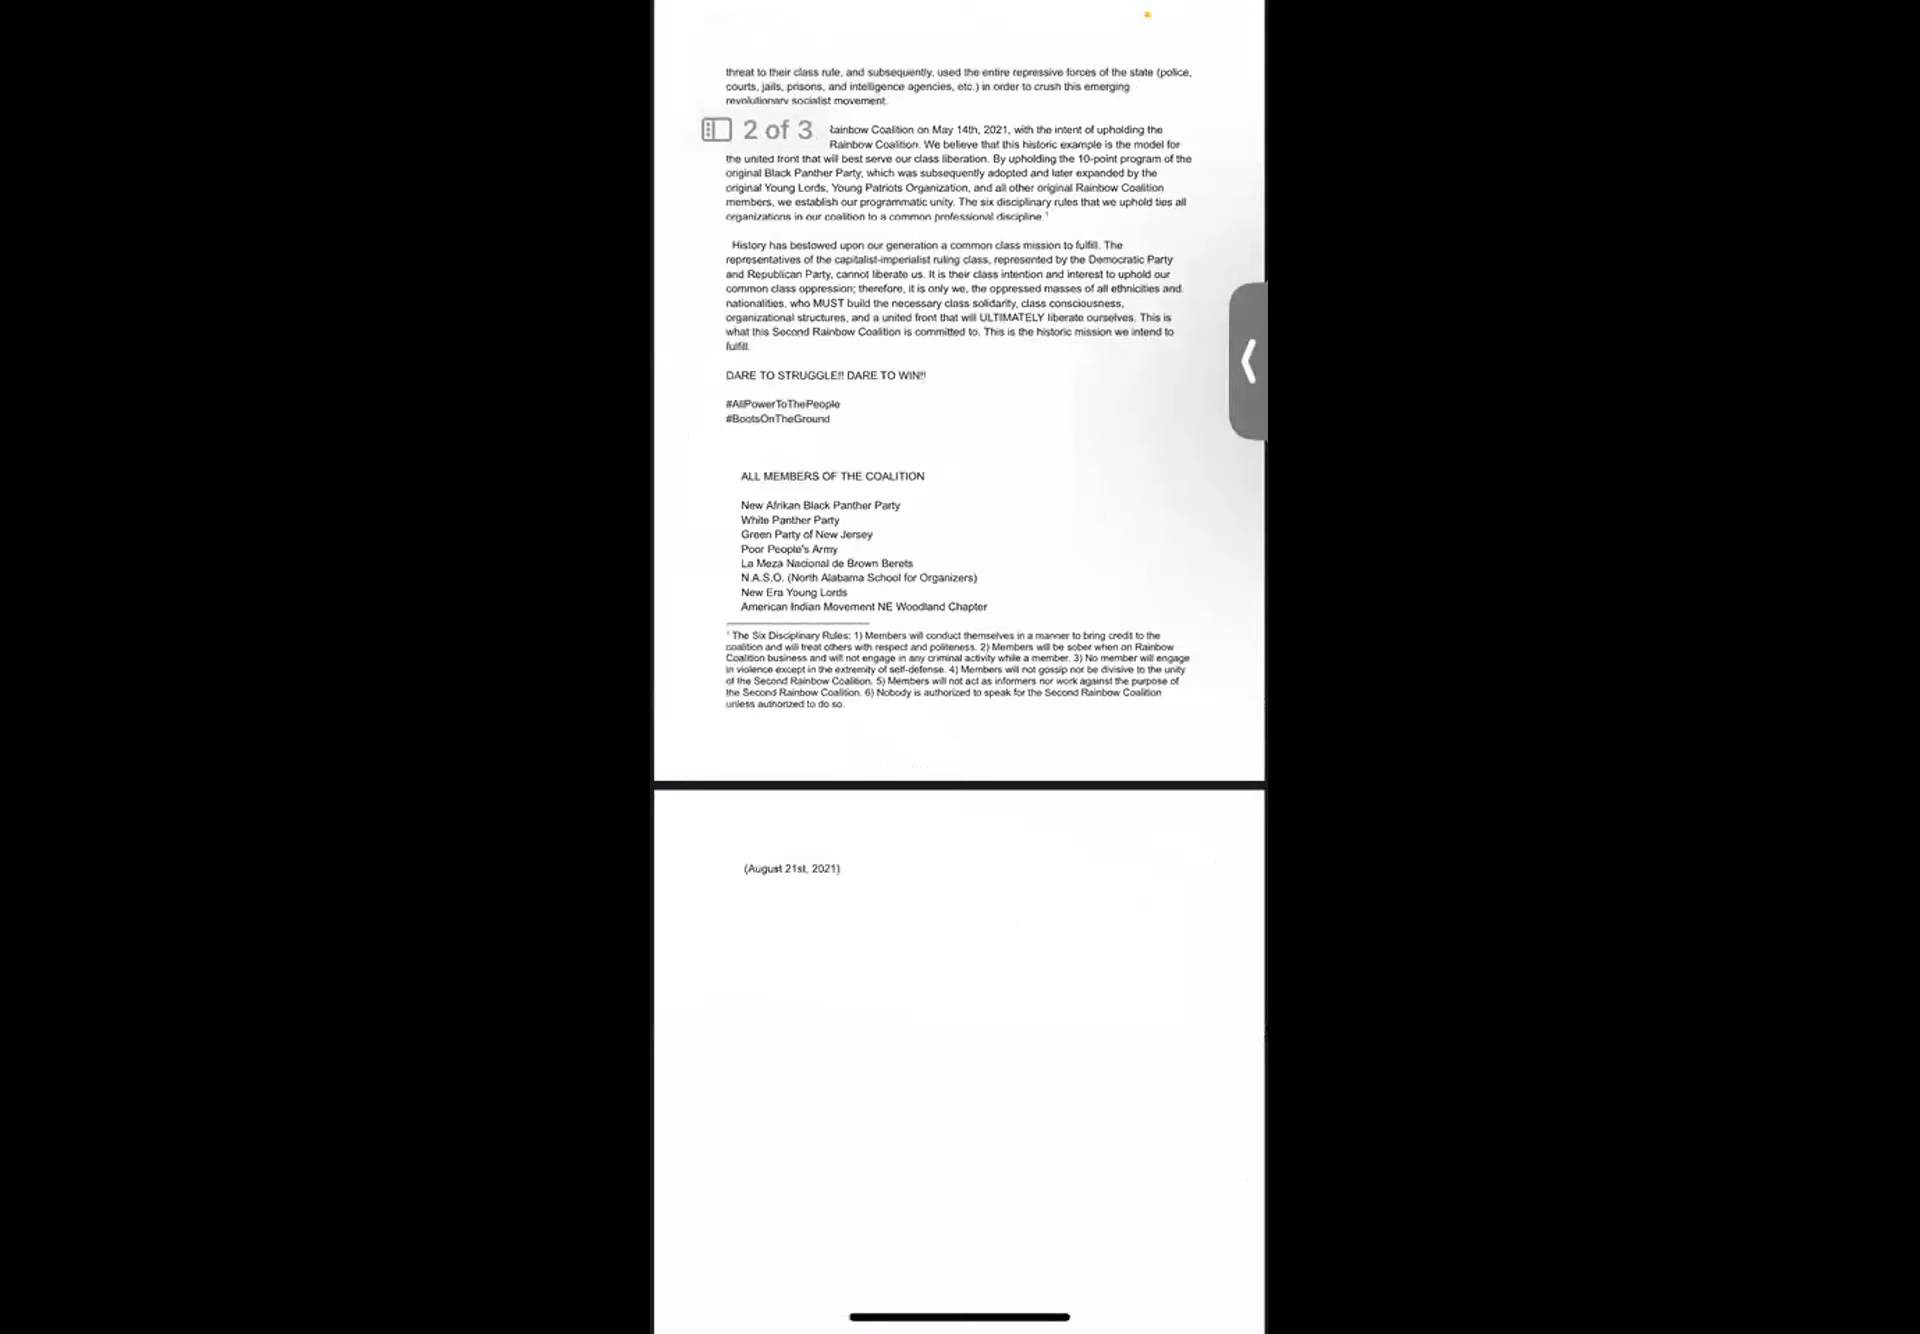 threat to their class rule, and subsequently, used the entire repressive forces of the state (police,
courts, jails, prisons, and intelligence agencies, etc.) in order to crush this emerging
revolutionary socialist movement.
2 of 3
Rainbow Coalition on May 14th, 2021, with the intent of upholding the
Rainbow Coalition. We believe that this historic example is the model for
the united front that will best serve our class liberation. By upholding the 10-point program of the
original Black Panther Party, which was subsequently adopted and later expanded by the
original Young Lords, Young Patriots Organization, and all other original Rainbow Coalition
members, we establish our programmatic unity. The six disciplinary rules that we uphold ties all
organizations in our coalition to a common professional discipline.¹
History has bestowed upon our generation a common class mission to fulfill. The
representatives of the capitalist-imperialist ruling class, represented by the Democratic Party
and Republican Party, cannot liberate us. It is their class intention and interest to uphold our
common class oppression; therefore, it is only we, the oppressed masses of all ethnicities and
nationalities, who MUST build the necessary class solidarity, class consciousness,
organizational structures, and a united front that will ULTIMATELY liberate ourselves. This is
what this Second Rainbow Coalition is committed to. This is the historic mission we intend to
fulfill.
DARE TO STRUGGLE!! DARE TO WIN!!
#AllPowerToThePeople
#BootsOnTheGround
ALL MEMBERS OF THE COALITION
New Afrikan Black Panther Party
White Panther Party
Green Party of New Jersey
Poor People's Army
La Meza Nacional de Brown Berets
N.A.S.O. (North Alabama School for Organizers)
New Era Young Lords
American Indian Movement NE Woodland Chapter
¹ The Six Disciplinary Rules: 1) Members will conduct themselves in a manner to bring credit to the
coalition and will treat others with respect and politeness. 2) Members will be sober when on Rainbow
Coalition business and will not engage in any criminal activity while a member. 3) No member will engage
in violence except in the extremity of self-defense. 4) Members will not gossip nor be divisive to the unity
of the Second Rainbow Coalition. 5) Members will not act as informers nor work against the purpose of
the Second Rainbow Coalition. 6) Nobody is authorized to speak for the Second Rainbow Coalition
unless authorized to do so.
(August 21st, 2021)